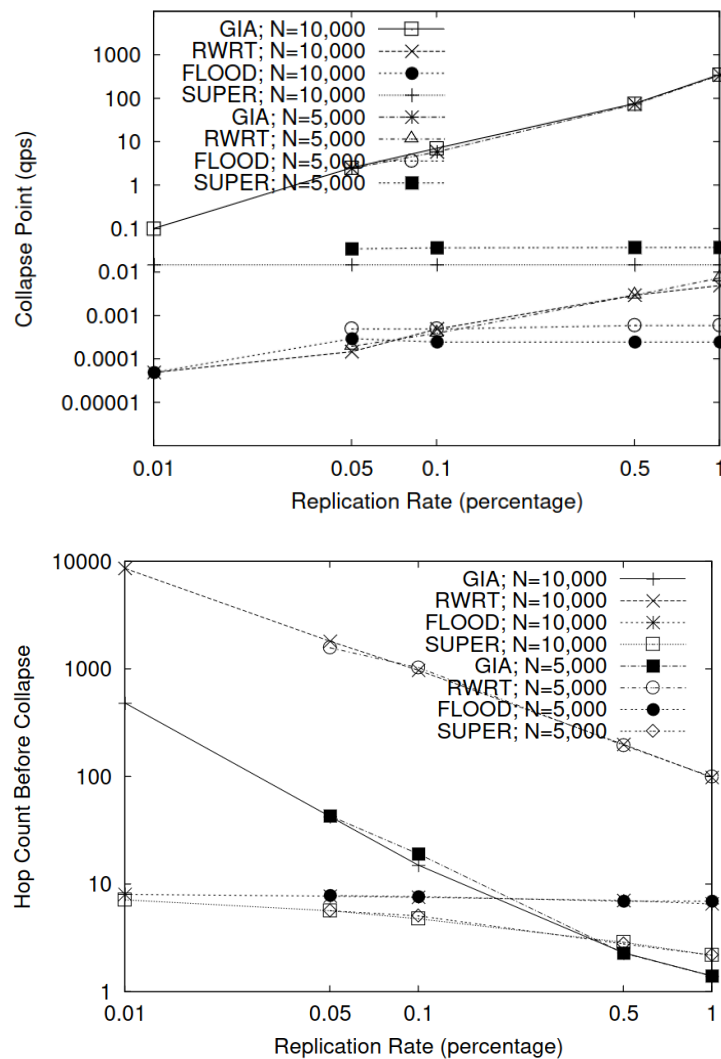 GIA; N=10,000
RWRT; N=10,000
FLOOD; N=10,000
SUPER; N=10,000
GIA; N=5,000
RWRT; N=5,000
FLOOD; N=5,000
SUPER; N=5,000
1000
100
10
1
0.1
0.01
0.001
0.0001
0.00001
Collapse Point (qps)
0.01 0.05 0.1 0.5 1
Replication Rate (percentage)
GIA; N=10,000
RWRT; N=10,000
FLOOD; N=10,000
SUPER; N=10,000
GIA; N=5,000
RWRT; N=5,000
FLOOD; N=5,000
SUPER; N=5,000
10000
1000
100
10
1
Hop Count Before Collapse
0.01 0.05 0.1 0.5 1
Replication Rate (percentage)